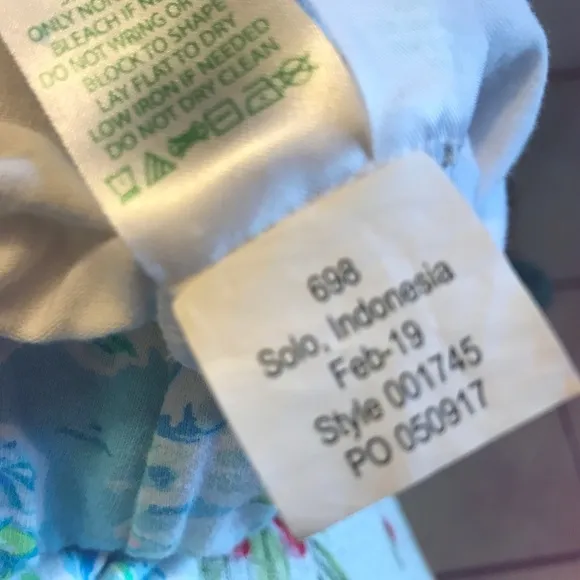 ONLY NON
BLEACH IF N
DO NOT WRING OR
BLOCK TO SHAPE
LAY FLAT TO DRY
LOW IRON IF NEEDED
DO NOT DRY CLEAN
698
Solo, Indonesia
Feb-19
Style 001745
PO 050917